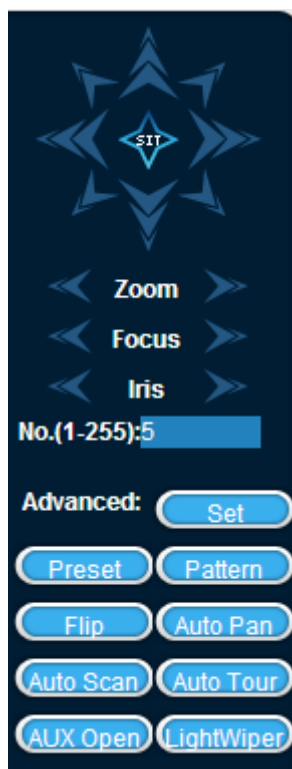 SIT
Zoom
Focus
Iris
No.(1-255):5
Advanced: Set
Preset Pattern
Flip Auto Pan
Auto Scan Auto Tour
AUX Open LightWiper